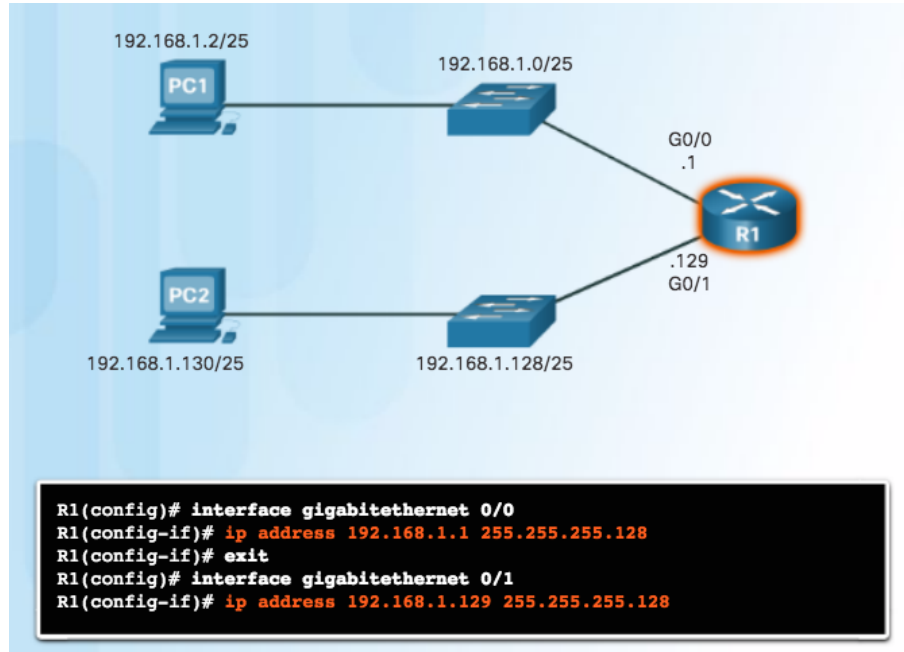 192.168.1.2/25
PC1
192.168.1.0/25
G0/0
.1
R1
.129
G0/1
PC2
192.168.1.130/25
192.168.1.128/25
R1(config)# interface gigabitethernet 0/0
R1(config-if)# ip address 192.168.1.1 255.255.255.128
R1(config-if)# exit
R1(config)# interface gigabitethernet 0/1
R1(config-if)# ip address 192.168.1.129 255.255.255.128